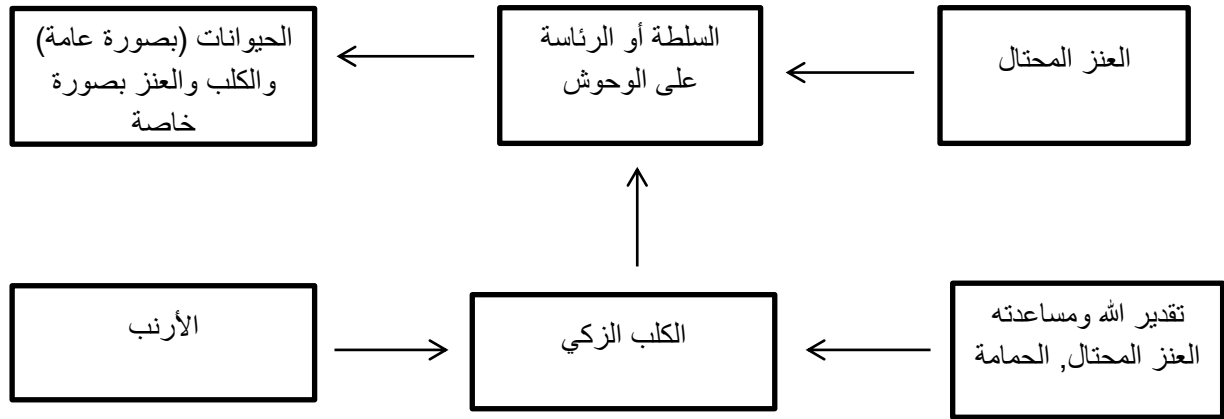 العنز المحتال
السلطة أو الرئاسة
على الوحوش
الحيوانات (بصورة عامة)
والكلب والعنز بصورة
خاصة
تقدير الله ومساعدته
العنز المحتال, الحمامة
الكلب الزكي
الأرنب